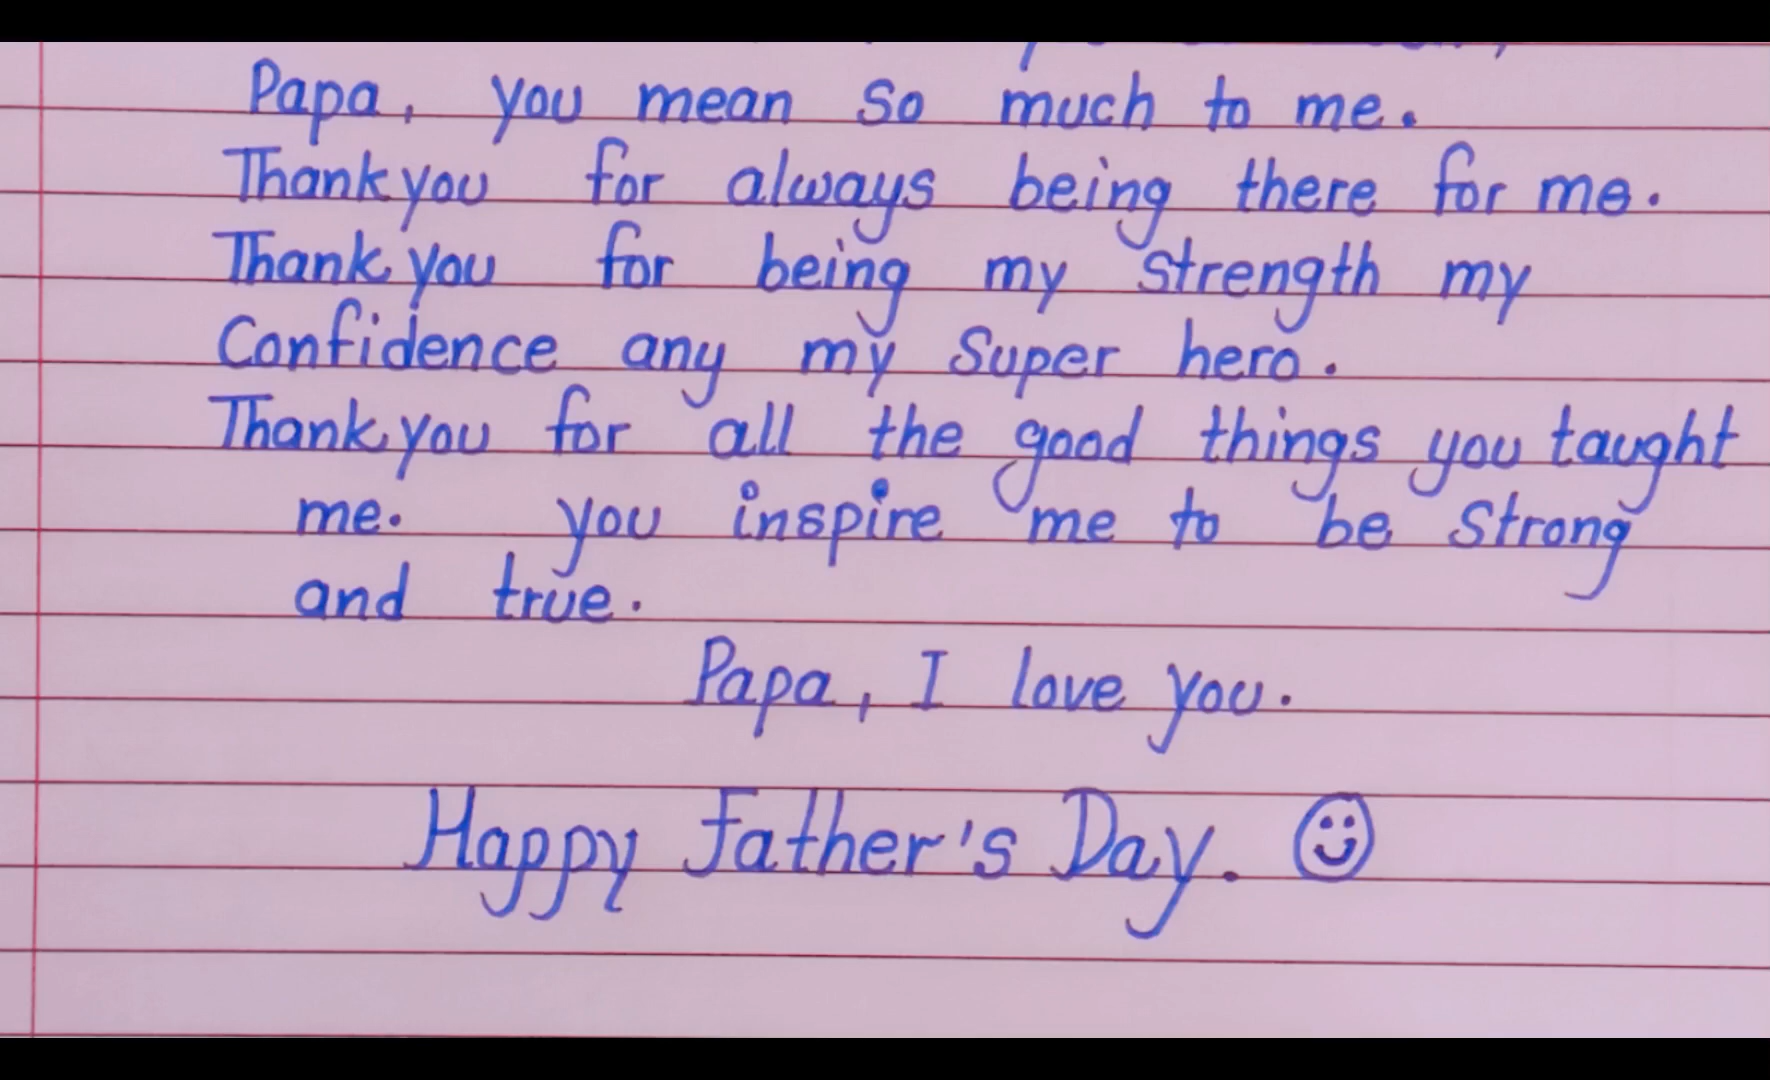 Papa, you mean so much to me.
Thank you for always being there for me.
Thank you for being my strength my
Confidence any my Super hero.
Thank you for all the good things you taught
me. you inspire me to be Strong
and true.
Papa, I love you.
Happy Father's Day. ☺